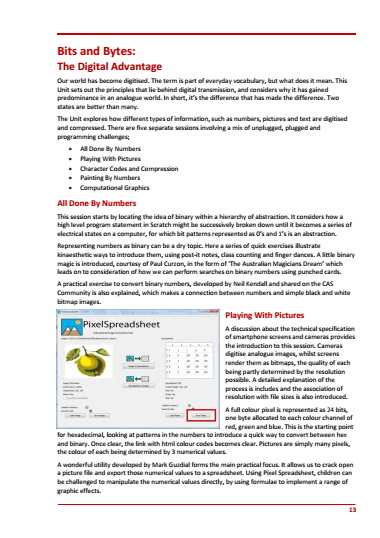 Bits and Bytes:
The Digital Advantage
Our world has become digitised. The term is part of everyday vocabulary, but what does it mean. This
Unit sets out the principles that lie behind digital transmission, and considers why it has gained
predominance in an analogue world. In short, it's the difference that has made the difference. Two
states are better than many.
The Unit explores how different types of information, such as numbers, pictures and text are digitised
and compressed. There are five separate sessions involving a mix of unplugged, plugged and
programming challenges;
• All Done By Numbers
• Playing With Pictures
• Character Codes and Compression
• Painting By Numbers
• Computational Graphics
All Done By Numbers
This session starts by locating the idea of binary within a hierarchy of abstraction. It considers how a
high level program statement in Scratch might be successively broken down until it becomes a series of
electrical states on a computer, for which bit patterns represented as 0's and 1's is an abstraction.
Representing numbers as binary can be a dry topic. Here a series of quick exercises illustrate
kinaesthetic ways to introduce them, using post-it notes, class counting and finger dances. A little binary
magic is introduced, courtesy of Paul Curzon, in the form of 'The Australian Magicians Dream' which
leads on to consideration of how we can perform searches on binary numbers using punched cards.
A practical exercise to convert binary numbers, developed by Neil Kendall and shared on the CAS
Community is also explained, which makes a connection between numbers and simple black and white
bitmap images.
PixelSpreadsheet
Playing With Pictures
A discussion about the technical specification
of smartphone screens and cameras provides
the introduction to this session. Cameras
digitise analogue images, whilst screens
render them as bitmaps, the quality of each
being partly determined by the resolution
possible. A detailed explanation of the
process is includes and the association of
resolution with file sizes is also introduced.
A full colour pixel is represented as 24 bits,
one byte allocated to each colour channel of
red, green and blue. This is the starting point
for hexadecimal, looking at patterns in the numbers to introduce a quick way to convert between hex
and binary. Once clear, the link with html colour codes becomes clear. Pictures are simply many pixels,
the colour of each being determined by 3 numerical values.
A wonderful utility developed by Mark Guzdial forms the main practical focus. It allows us to crack open
a picture file and export those numerical values to a spreadsheet. Using Pixel Spreadsheet, children can
be challenged to manipulate the numerical values directly, by using formulae to implement a range of
graphic effects.
13